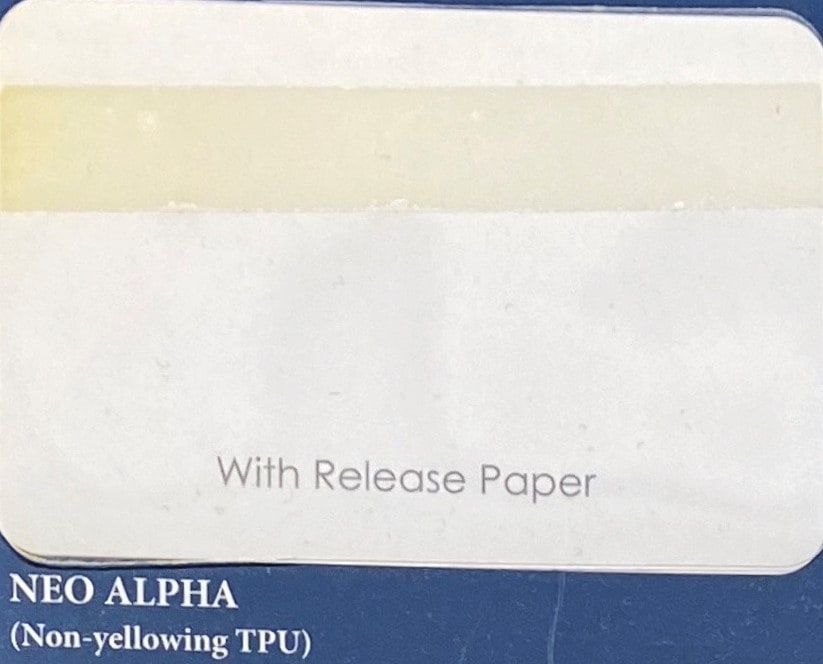 With Release Paper
NEO ALPHA
(Non-yellowing TPU)